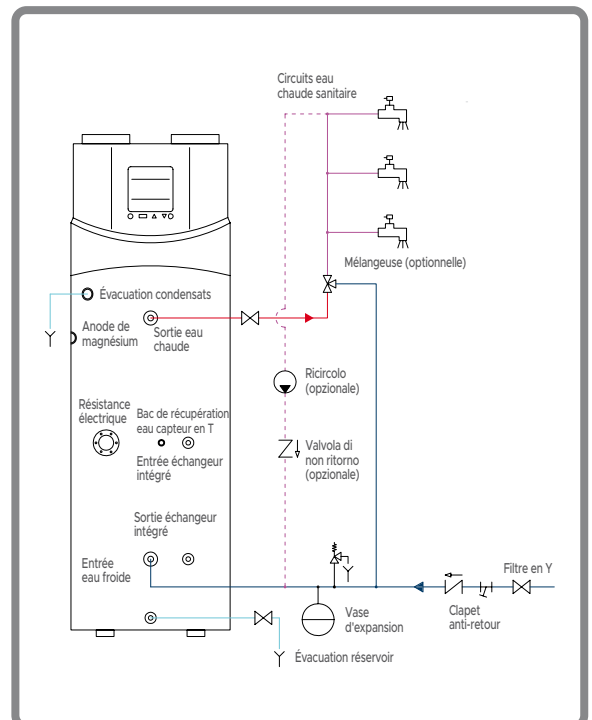 Circuits eau
chaude sanitaire
Mélangeuse (optionnelle)
Évacuation condensats
Anode de
magnésium
Sortie eau
chaude
Ricircolo
(opzionale)
Résistance
électrique
Bac de récupération
eau capteur en T
Entrée échangeur
intégré
Valvola di
non ritorno
(opzionale)
Sortie échangeur
intégré
Entrée
eau froide
Filtre en Y
Vase
d'expansion
Clapet
anti-retour
Évacuation réservoir